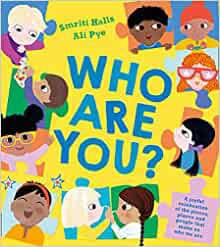 Smriti Halls
Ali Pye
WHO
ARE
YOU?
A joyful
celebration
of the places,
players and
people that
make us
who we are